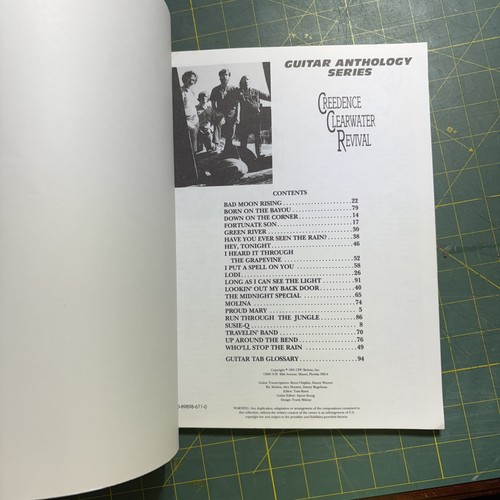 GUITAR ANTHOLOGY
SERIES
CREEDENCE
CLEARWATER
REVIVAL
CONTENTS
BAD MOON RISING ........................ 22
BORN ON THE BAYOU ........................ 79
DOWN ON THE CORNER ........................ 14
FORTUNATE SON ........................ 17
GREEN RIVER ........................ 30
HAVE YOU EVER SEEN THE RAIN? ........................ 38
HEY, TONIGHT ........................ 46
I HEARD IT THROUGH
THE GRAPEVINE ........................ 52
I PUT A SPELL ON YOU ........................ 58
LODI ........................ 26
LONG AS I CAN SEE THE LIGHT ........................ 91
LOOKIN' OUT MY BACK DOOR ........................ 40
THE MIDNIGHT SPECIAL ........................ 65
MOLINA ........................ 74
PROUD MARY ........................ 5
RUN THROUGH THE JUNGLE ........................ 86
SUSIE-Q ........................ 8
TRAVELIN' BAND ........................ 70
UP AROUND THE BEND ........................ 76
WHO'LL STOP THE RAIN ........................ 49
GUITAR TAB GLOSSARY ........................ 94